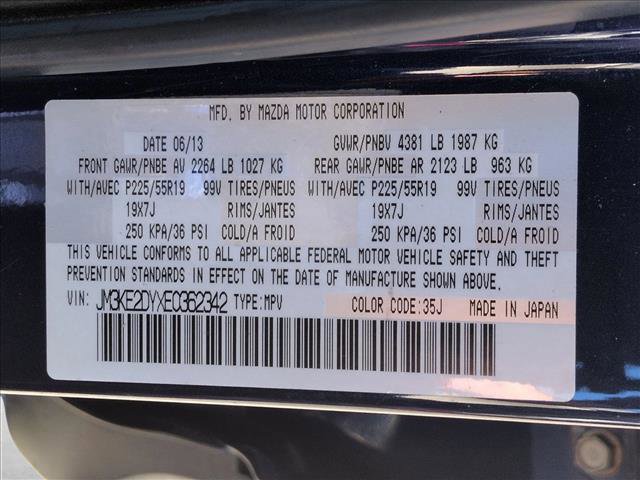 MFD. BY MAZDA MOTOR CORPORATION
DATE 06/13 GVWR/PNBV 4381 LB 1987 KG
FRONT GAWR/PNBE AV 2264 LB 1027 KG REAR GAWR/PNBE AR 2123 LB 963 KG
WITH/AVEC P225/55R19 99V TIRES/PNEUS WITH/AVEC P225/55R19 99V TIRES/PNEUS
19X7J RIMS/JANTES 19X7J RIMS/JANTES
250 KPA/36 PSI COLD/A FROID 250 KPA/36 PSI COLD/A FROID
THIS VEHICLE CONFORMS TO ALL APPLICABLE FEDERAL MOTOR VEHICLE SAFETY AND THEFT
PREVENTION STANDARDS IN EFFECT ON THE DATE OF MANUFACTURE SHOWN ABOVE.
VIN: JM3KE2DYXE0362342 TYPE:MPV COLOR CODE:35J MADE IN JAPAN